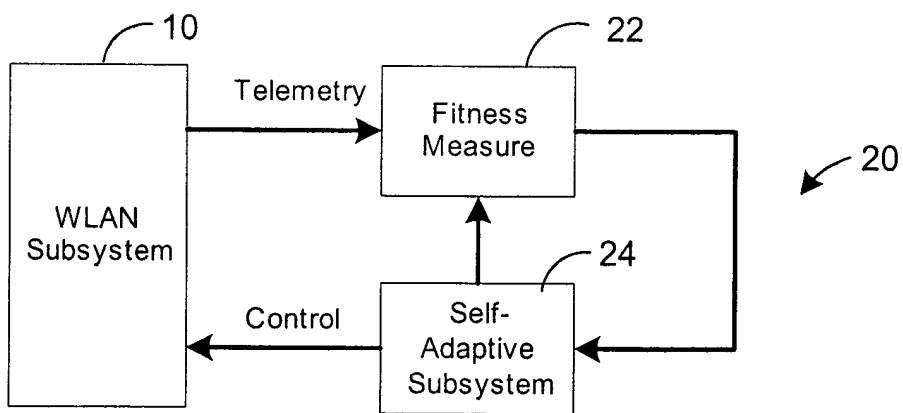 10
22
Telemetry
Fitness
Measure
20
WLAN
Subsystem
24
Control
Self-
Adaptive
Subsystem